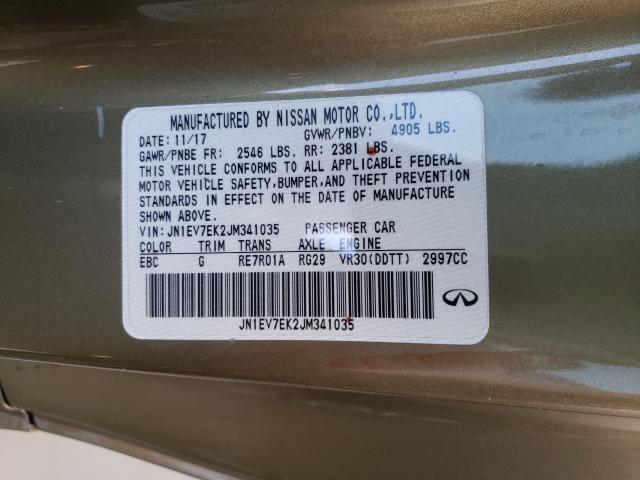 MANUFACTURED BY NISSAN MOTOR CO.,LTD.
DATE: 11/17 GVWR/PNBV: 4905 LBS.
GAWR/PNBE FR: 2546 LBS. RR: 2381 LBS.
THIS VEHICLE CONFORMS TO ALL APPLICABLE FEDERAL
MOTOR VEHICLE SAFETY,BUMPER,AND THEFT PREVENTION
STANDARDS IN EFFECT ON THE DATE OF MANUFACTURE
SHOWN ABOVE.
VIN: JN1EV7EK2JM341035 PASSENGER CAR
COLOR TRIM TRANS AXLE ENGINE
EBC G RE7R01A RG29 VR30(DDTT) 2997CC
JN1EV7EK2JM341035